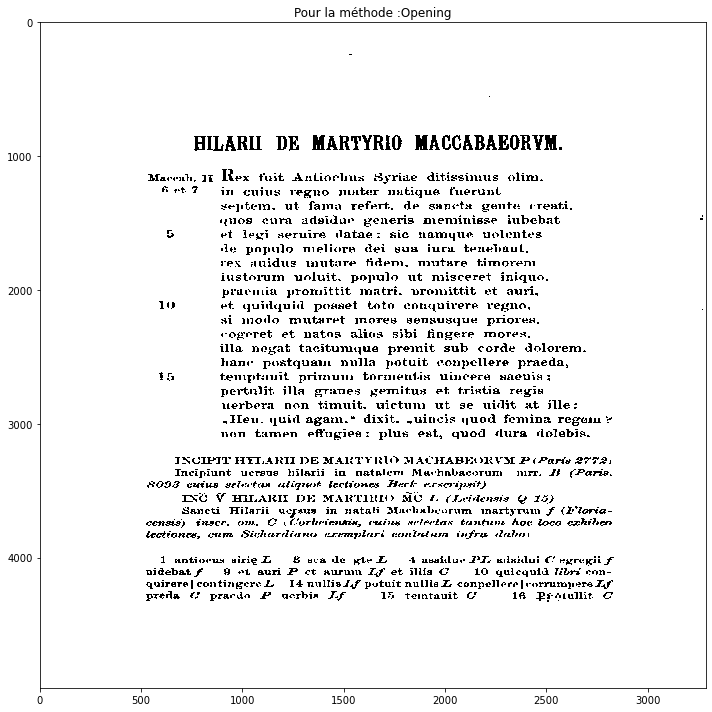 Pour la méthode :Opening
HILARII DE MARTYRIO MACCABAEORVM.
Maccab. II Rex fuit Antiochus Syriae ditissimus olim,
6 et 7 in cuius regno mater natique fuerunt
septem, ut fama refert, de sancta gente creati.
quos cura adsidue generis meminisse iubebat
5 et legi seruire datae: sic namque uolentes
de populo meliore dei sua iura tenebant.
rex auidus mutare fidem, mutare timorem
iustorum uoluit, populo ut misceret iniquo.
praemia promittit matri, promittit et auri,
10 et quidquid posset toto conquirere regno,
si modo mutaret mores sensusque priores,
cogeret et natos alios sibi fingere mores.
illa negat tacitumque premit sub corde dolorem.
hanc postquam nulla potuit conpellere praeda,
15 temptauit primum tormentis uincere saeuis;
pertulit illa graues gemitus et tristia regis
uerbera non timuit. uictum ut se uidit at ille:
„Heu, quid agam.“ dixit, „uincis quod femina regem?
non tamen effugies: plus est, quod dura dolebis.
INCIPIT HYLARII DE MARTYRIO MACHABEORVM P (Paris 2772)
Incipiunt uersus hilarii in natalem Machabaeorum mrr. B (Paris.
8093 cuius selectas aliquot lectiones Berk exscripsit)
INC V HILARII DE MARTIRIO MC L (Leidensis Q 15)
Sancti Hilarii uersus in natali Machabeorum martyrum f (Floria-
censis) inscr. om. C (Corbeiensis, cuius selectas tantum hoc loco exhiben
lectiones, cum Sichardiano exemplari conlatum infra dabo)
1 antiocus sirie L 3 sca de gte L 4 assidue PL adsidui C egregii f
uidebat f 9 et auri P et aurum Lf et illis C 10 quicquid libri con-
quirere] contingere L 14 nullis Lf potuit nullis L conpellere] corrumpere Lf
preda C praedo P uerbis Lf 15 temtauit C 16 Protullit C
0 500 1000 1500 2000 2500 3000
0
1000
2000
3000
4000